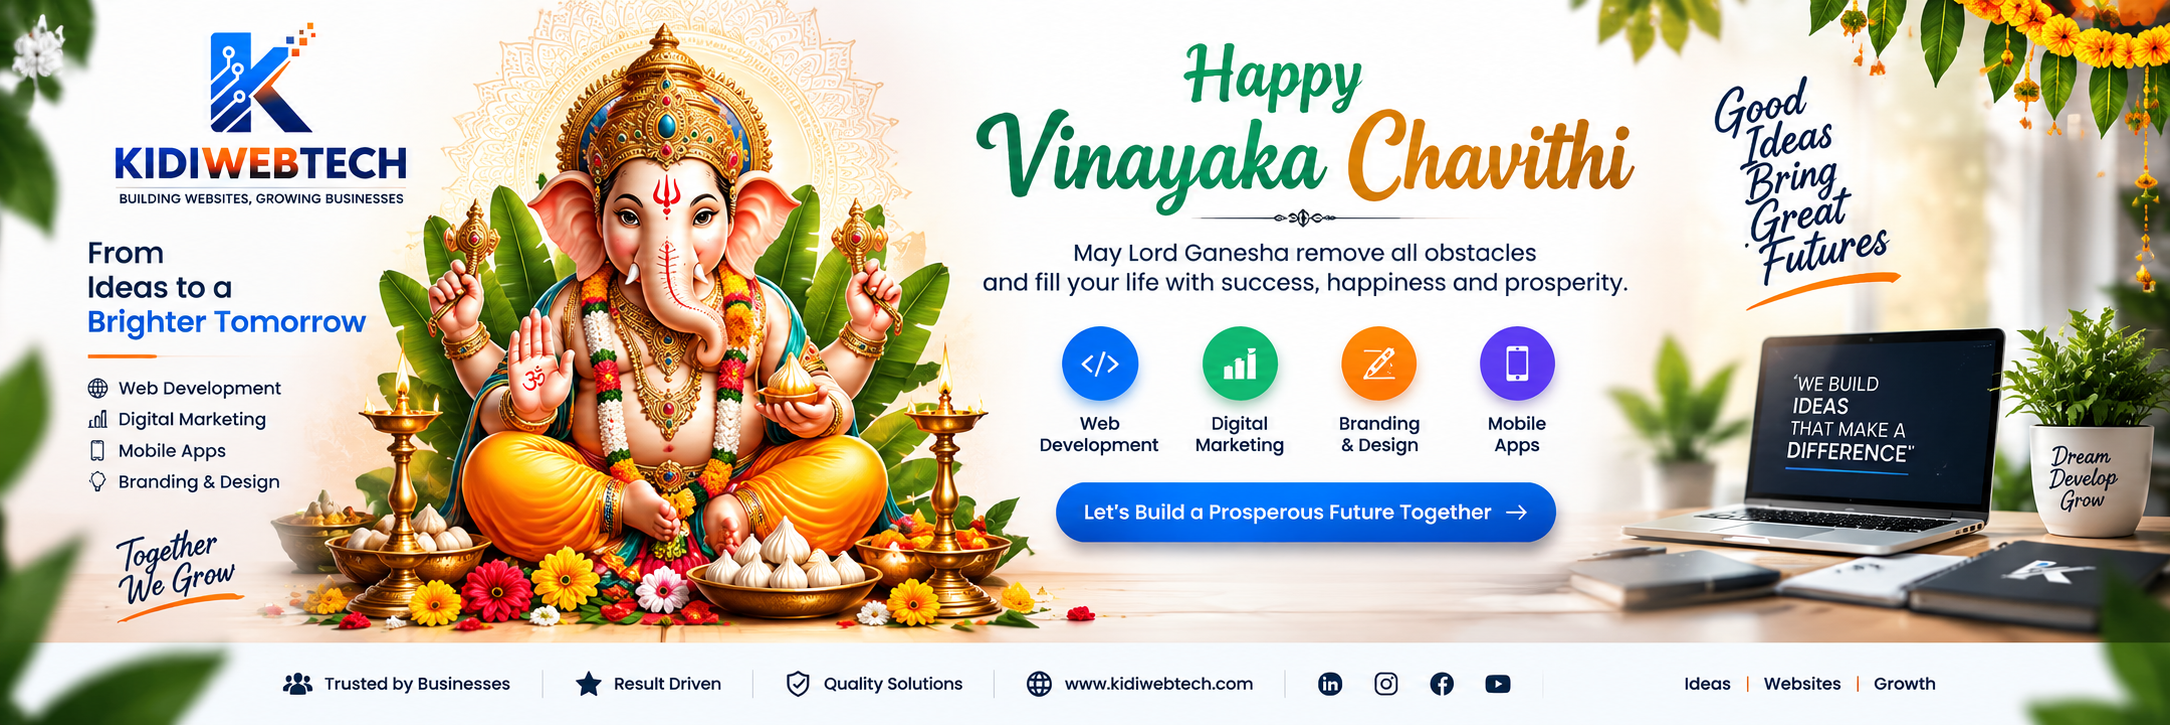 KIDIWEBTECH
BUILDING WEBSITES, GROWING BUSINESSES
From
Ideas to a
Brighter Tomorrow
Web Development
Digital Marketing
Mobile Apps
Branding & Design
Together
We Grow
ॐ
Happy
Vinayaka Chavithi
May Lord Ganesha remove all obstacles
and fill your life with success, happiness and prosperity.
</>
Web
Development
Digital
Marketing
Branding
& Design
Mobile
Apps
Let's Build a Prosperous Future Together →
Good
Ideas
Bring
Great
Futures
'WE BUILD
IDEAS
THAT MAKE A
DIFFERENCE"
Dream
Develop
Grow
K
Trusted by Businesses
Result Driven
Quality Solutions
www.kidiwebtech.com
Ideas | Websites | Growth